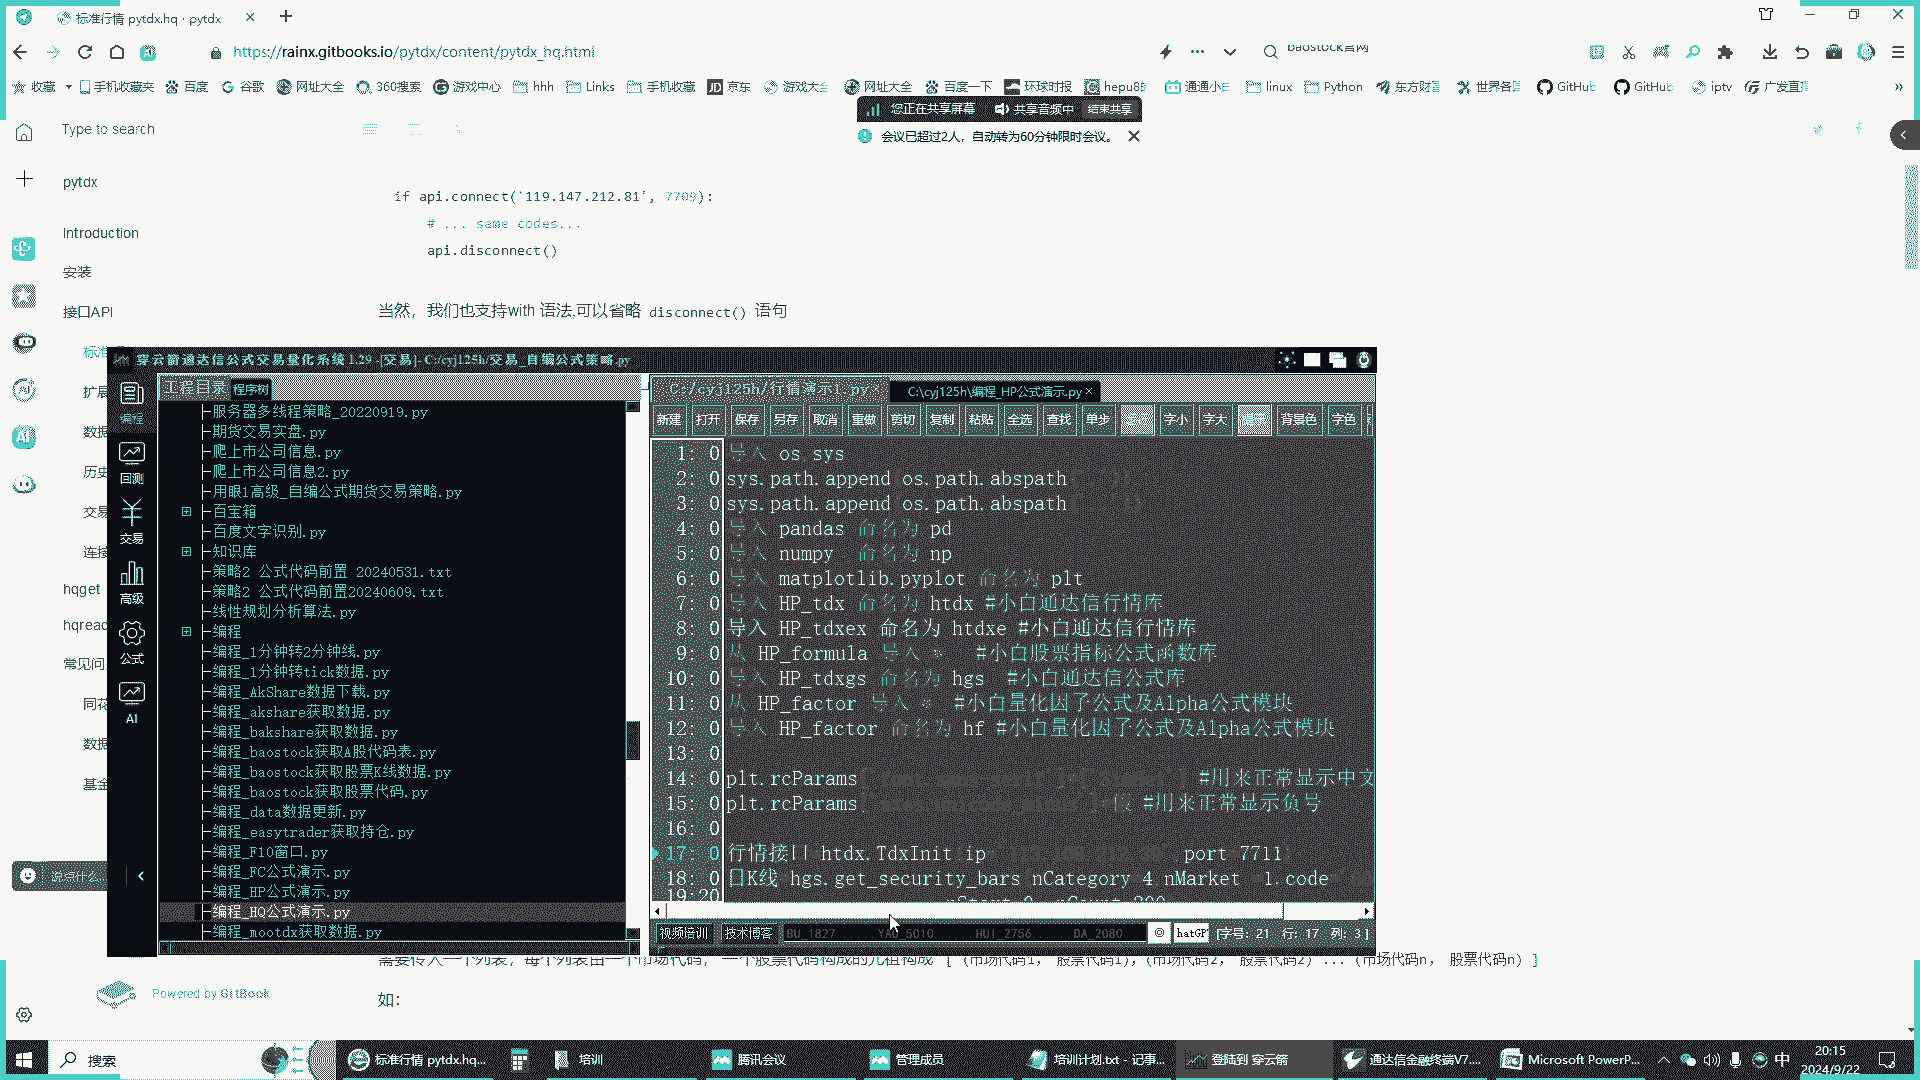 标准行情 pytdx.hq · pytdx
https://rainx.gitbooks.io/pytdx/content/pytdx_hq.html
baostock官网
收藏 手机收藏夹 百度 谷歌 网址大全 360搜索 游戏中心 hhh Links 手机收藏 京东 游戏大全 网址大全 百度一下 环球时报 linux Python 东方财富 GitHub GitHub iptv
您正在共享屏幕 共享音频中 结束共享
会议已超过2人，自动转为60分钟限时会议。
Type to search
pytdx
Introduction
安装
接口API
标准
扩展
数据
历史
交易
连接
hqget
hqread
常见问
同花
数据
基金
Powered by GitBook
if api.connect('119.147.212.81', 7709):
# ... same codes...
api.disconnect()
当然，我们也支持with 语法,可以省略 disconnect() 语句
穿云箭通达信公式交易量化系统 1.29 -[交易]- C:/cyj125h/交易_自编公式策略.py
编程
回测
交易
高级
公式
AI
工程目录 程序树
服务器多线程策略_20220919.py
期货交易实盘.py
爬上市公司信息.py
爬上市公司信息2.py
用眼1高级_自编公式期货交易策略.py
百宝箱
百度文字识别.py
知识库
策略2 公式代码前置 20240531.txt
策略2 公式代码前置20240609.txt
线性规划分析算法.py
编程
编程_1分钟转2分钟线.py
编程_1分钟转tick数据.py
编程_AkShare数据下载.py
编程_akshare获取数据.py
编程_bakshare获取数据.py
编程_baostock获取A股代码表.py
编程_baostock获取股票K线数据.py
编程_baostock获取股票代码.py
编程_data数据更新.py
编程_easytrader获取持仓.py
编程_F10窗口.py
编程_FC公式演示.py
编程_HP公式演示.py
编程_HQ公式演示.py
编程_mootdx获取数据.py
C:/cyj125h/行情演示1.py × C:\cyj125h\编程_HP公式演示.py ×
新建 打开 保存 另存 取消 重做 剪切 复制 粘贴 全选 查找 单步 字小 字大 背景色 字色
1: 0 导入 os sys
2: 0 sys.path.append os.path.abspath
3: 0 sys.path.append os.path.abspath
4: 0 导入 pandas 命名为 pd
5: 0 导入 numpy 命名为 np
6: 0 导入 matplotlib.pyplot 命名为 plt
7: 0 导入 HP_tdx 命名为 htdx #小白通达信行情库
8: 0 导入 HP_tdxex 命名为 htdxe #小白通达信行情库
9: 0 从 HP_formula 导入 * #小白股票指标公式函数库
10: 0 导入 HP_tdxgs 命名为 hgs #小白通达信公式库
11: 0 从 HP_factor 导入 * #小白量化因子公式及Alpha公式模块
12: 0 导入 HP_factor 命名为 hf #小白量化因子公式及Alpha公式模块
13: 0
14: 0 plt.rcParams #用来正常显示中文
15: 0 plt.rcParams 假 #用来正常显示负号
16: 0
17: 0 行情接口 htdx.TdxInit ip port 7711
18: 0 日K线 hgs.get_security_bars nCategory 4 nMarket 1.code
视频培训 技术博客 BU_1827 YAO_5010 HUI_2756 DA_2080 hatGP [字号: 21 行: 17 列: 3 ]
说点什么...
需要传入一个列表，每个列表由一个市场代码， 一个股票代码构成的元祖构成 [ (市场代码1， 股票代码1)，(市场代码2， 股票代码2) ... (市场代码n， 股票代码n) ]
如：
搜索 标准行情 pytdx.hq... 培训 腾讯会议 管理成员 培训计划.txt - 记事... 登陆到 穿云箭 通达信金融终端V7.... Microsoft PowerP... 中 20:15
2024/9/22